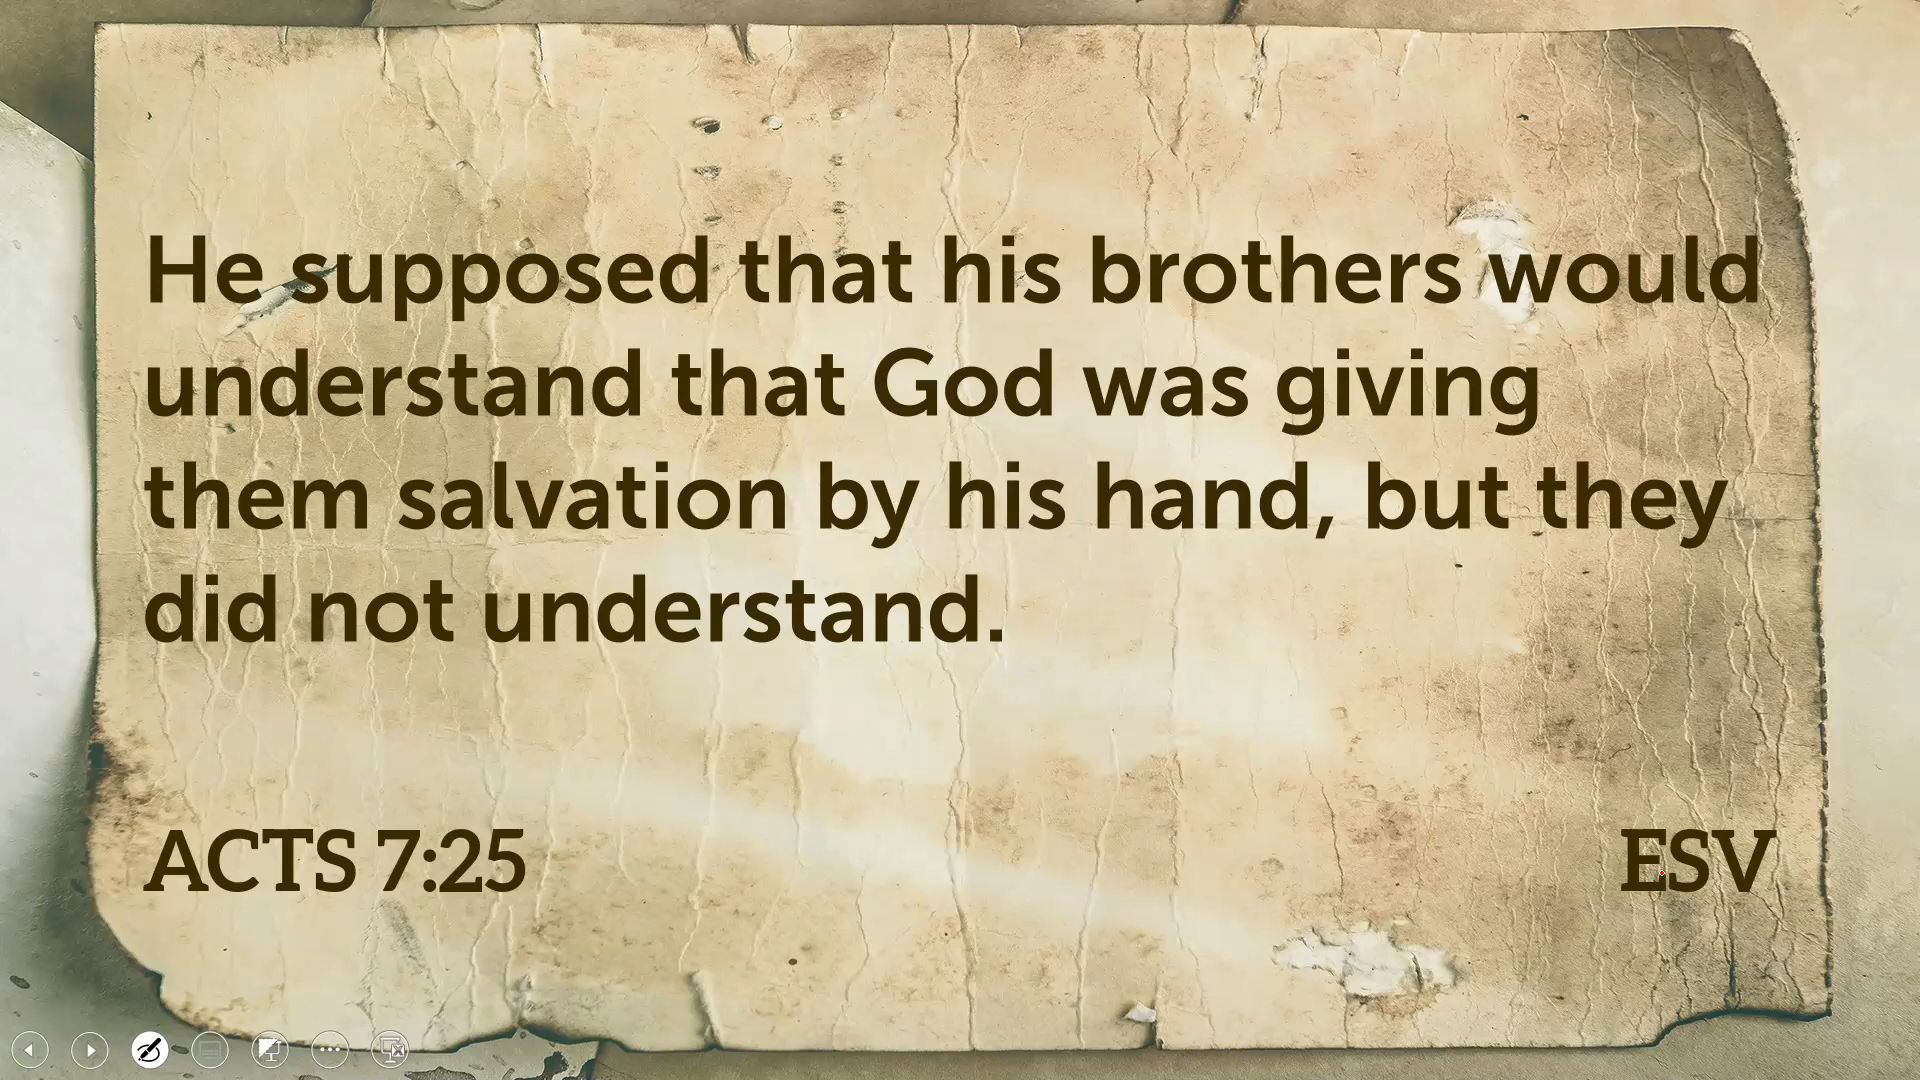 He supposed that his brothers would
understand that God was giving
them salvation by his hand, but they
did not understand.
ACTS 7:25
ESV